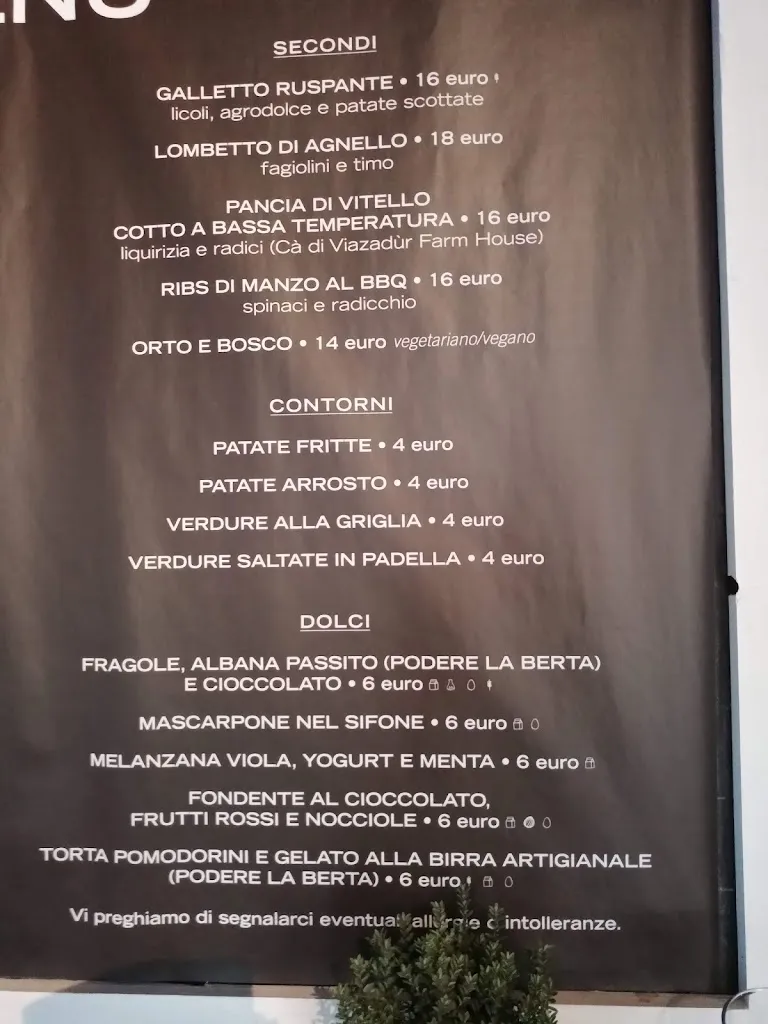 SECONDI
GALLETTO RUSPANTE • 16 euro
licoli, agrodolce e patate scottate
LOMBETTO DI AGNELLO • 18 euro
fagiolini e timo
PANCIA DI VITELLO
COTTO A BASSA TEMPERATURA • 16 euro
liquirizia e radici (Cà di Viazadùr Farm House)
RIBS DI MANZO AL BBQ • 16 euro
spinaci e radicchio
ORTO E BOSCO • 14 euro vegetariano/vegano
CONTORNI
PATATE FRITTE • 4 euro
PATATE ARROSTO • 4 euro
VERDURE ALLA GRIGLIA • 4 euro
VERDURE SALTATE IN PADELLA • 4 euro
DOLCI
FRAGOLE, ALBANA PASSITO (PODERE LA BERTA)
E CIOCCOLATO • 6 euro
MASCARPONE NEL SIFONE • 6 euro
MELANZANA VIOLA, YOGURT E MENTA • 6 euro
FONDENTE AL CIOCCOLATO,
FRUTTI ROSSI E NOCCIOLE • 6 euro
TORTA POMODORINI E GELATO ALLA BIRRA ARTIGIANALE
(PODERE LA BERTA) • 6 euro
Vi preghiamo di segnalarci intolleranze.